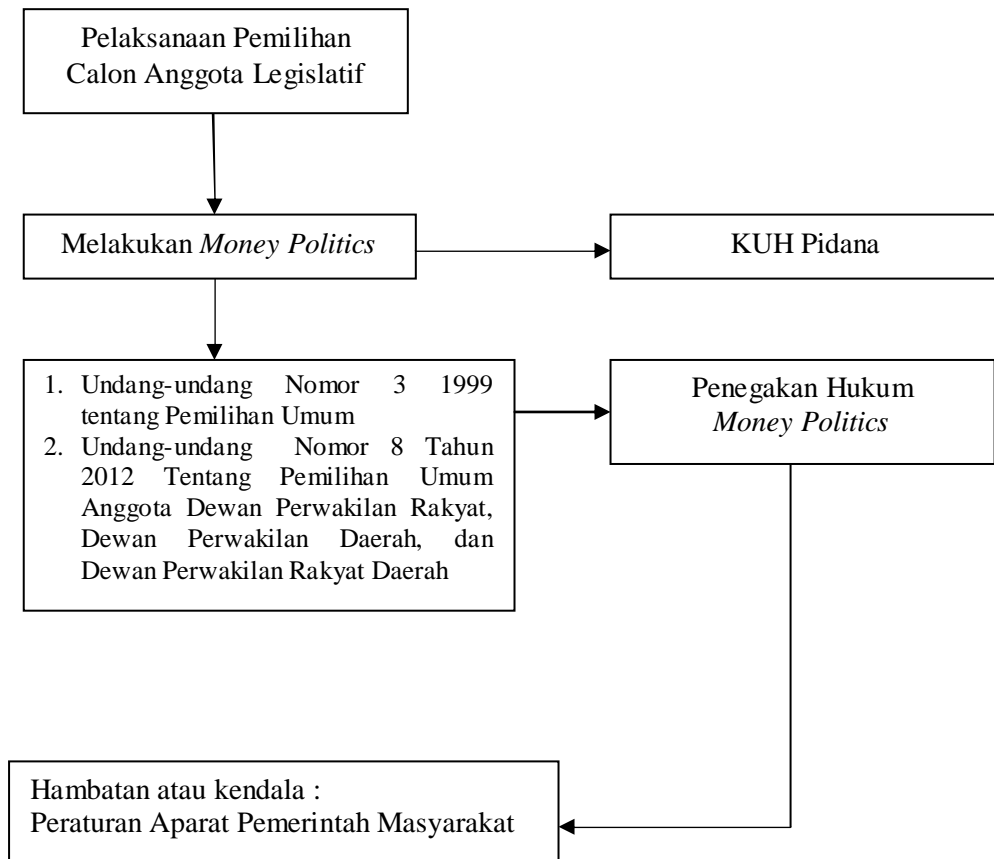 Pelaksanaan Pemilihan
Calon Anggota Legislatif
Melakukan Money Politics
KUH Pidana
1. Undang-undang Nomor 3 1999
tentang Pemilihan Umum
2. Undang-undang Nomor 8 Tahun
2012 Tentang Pemilihan Umum
Anggota Dewan Perwakilan Rakyat,
Dewan Perwakilan Daerah, dan
Dewan Perwakilan Rakyat Daerah
Penegakan Hukum
Money Politics
Hambatan atau kendala :
Peraturan Aparat Pemerintah Masyarakat